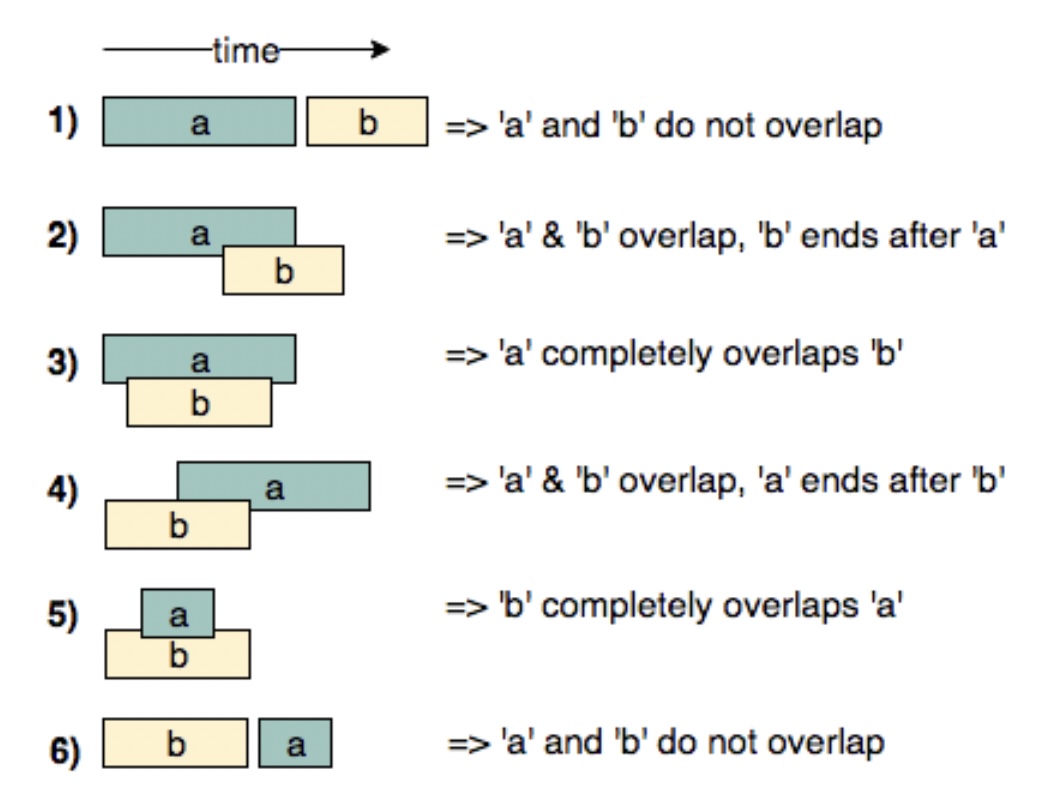 time
1) a b => 'a' and 'b' do not overlap
2) a => 'a' & 'b' overlap, 'b' ends after 'a'
b
3) a => 'a' completely overlaps 'b'
b
4) a => 'a' & 'b' overlap, 'a' ends after 'b'
b
5) a => 'b' completely overlaps 'a'
b
6) b a => 'a' and 'b' do not overlap